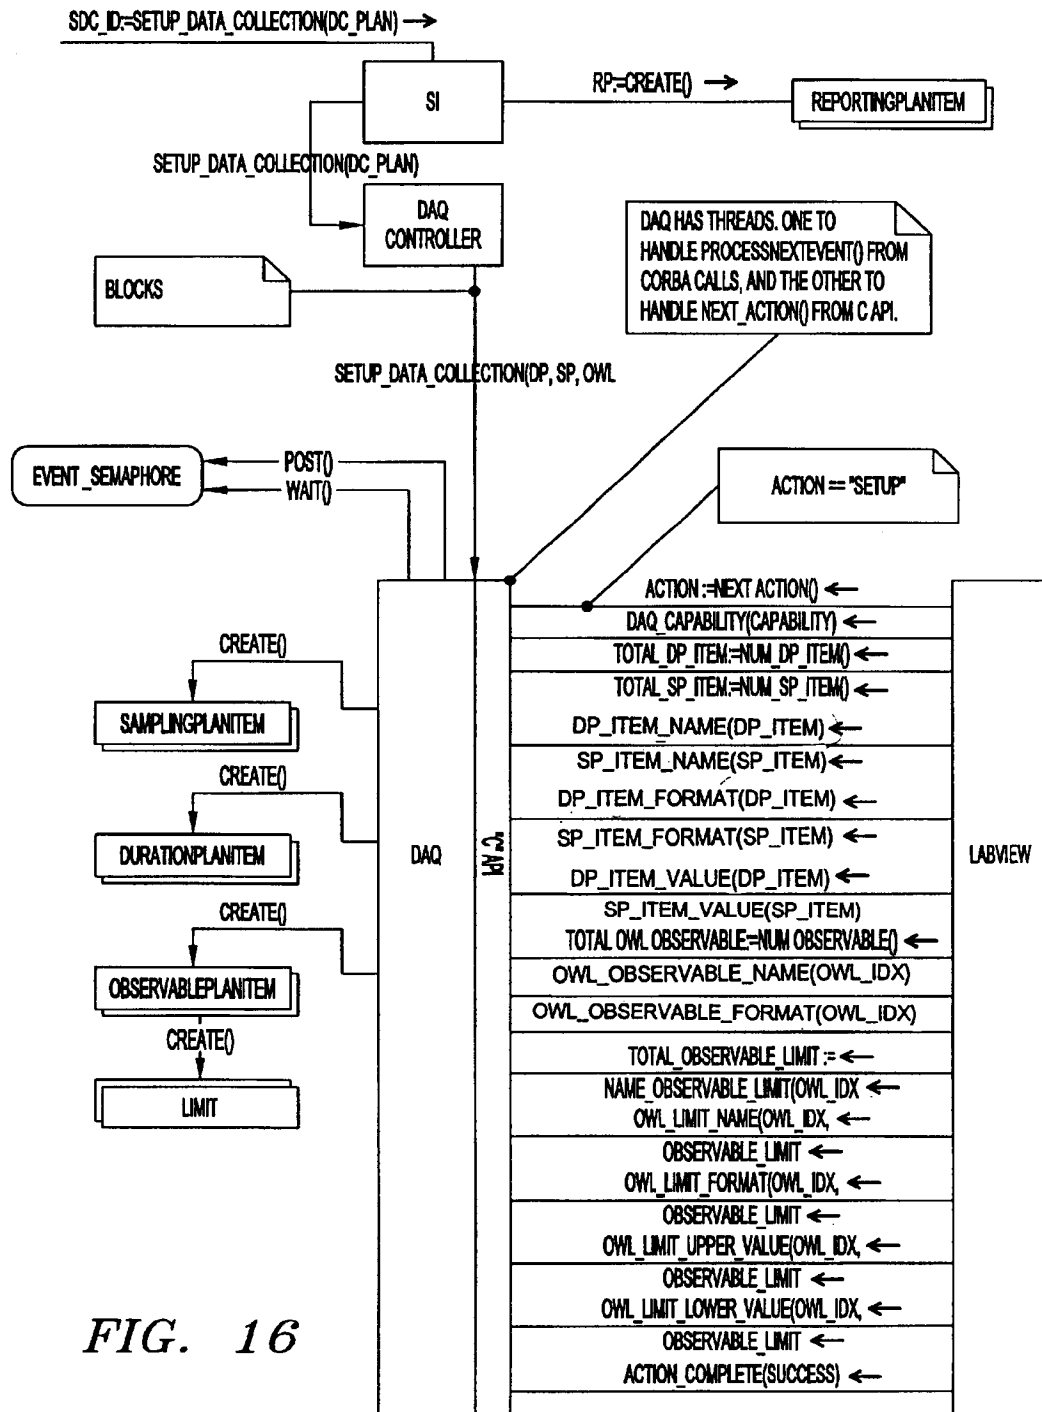 SDC_ID:=SETUP_DATA_COLLECTION(DC_PLAN) →
SI
RP:=CREATE() →
REPORTINGPLANITEM
SETUP_DATA_COLLECTION(DC_PLAN)
DAQ
CONTROLLER
BLOCKS
DAQ HAS THREADS. ONE TO
HANDLE PROCESSNEXTEVENT() FROM
CORBA CALLS, AND THE OTHER TO
HANDLE NEXT_ACTION() FROM C API.
SETUP_DATA_COLLECTION(DP, SP, OWL
EVENT_SEMAPHORE
POST()
WAIT()
ACTION == "SETUP"
ACTION :=NEXT ACTION() ←
DAQ_CAPABILITY(CAPABILITY) ←
TOTAL_DP_ITEM:=NUM_DP_ITEM() ←
TOTAL_SP_ITEM:=NUM_SP_ITEM() ←
DP_ITEM_NAME(DP_ITEM) ←
SP_ITEM_NAME(SP_ITEM) ←
DP_ITEM_FORMAT(DP_ITEM) ←
SP_ITEM_FORMAT(SP_ITEM) ←
DP_ITEM_VALUE(DP_ITEM) ←
SP_ITEM_VALUE(SP_ITEM)
TOTAL OWL OBSERVABLE:=NUM OBSERVABLE() ←
OWL_OBSERVABLE_NAME(OWL_IDX)
OWL_OBSERVABLE_FORMAT(OWL_IDX)
TOTAL_OBSERVABLE_LIMIT := ←
NAME_OBSERVABLE_LIMIT(OWL_IDX
OWL_LIMIT_NAME(OWL_IDX, ←
OBSERVABLE_LIMIT ←
OWL_LIMIT_FORMAT(OWL_IDX, ←
OBSERVABLE_LIMIT ←
OWL_LIMIT_UPPER_VALUE(OWL_IDX, ←
OBSERVABLE_LIMIT ←
OWL_LIMIT_LOWER_VALUE(OWL_IDX, ←
OBSERVABLE_LIMIT ←
ACTION_COMPLETE(SUCCESS) ←
CREATE()
SAMPLINGPLANITEM
CREATE()
DURATIONPLANITEM
CREATE()
OBSERVABLEPLANITEM
CREATE()
LIMIT
DAQ
"C" API
LABVIEW
FIG. 16